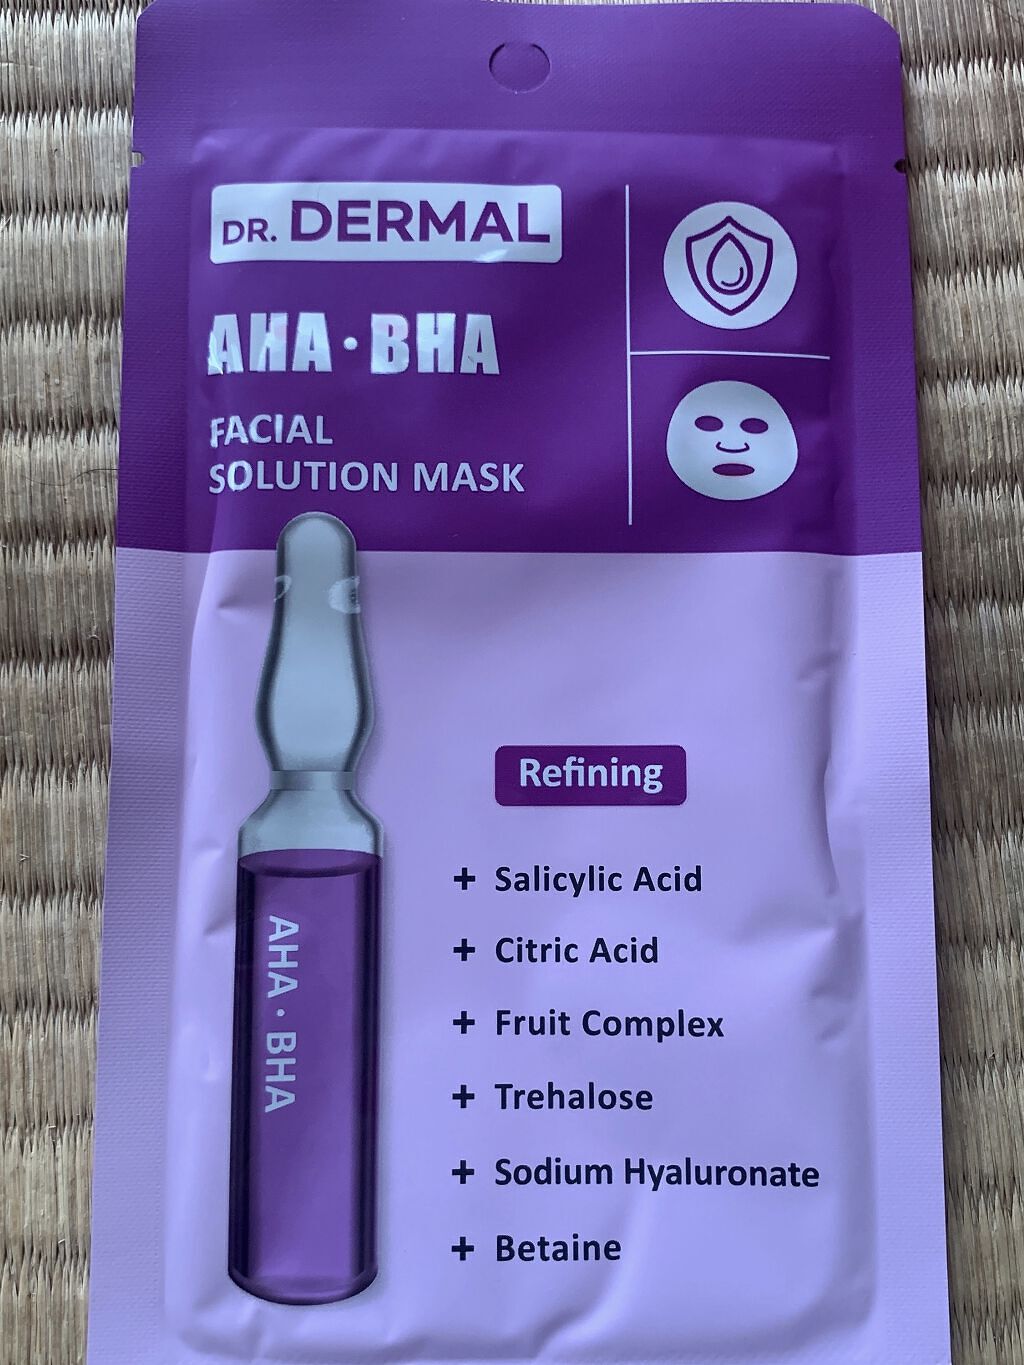 DR. DERMAL
AHA·BHA
FACIAL
SOLUTION MASK
Refining
+ Salicylic Acid
+ Citric Acid
+ Fruit Complex
+ Trehalose
+ Sodium Hyaluronate
+ Betaine
AHA·BHA